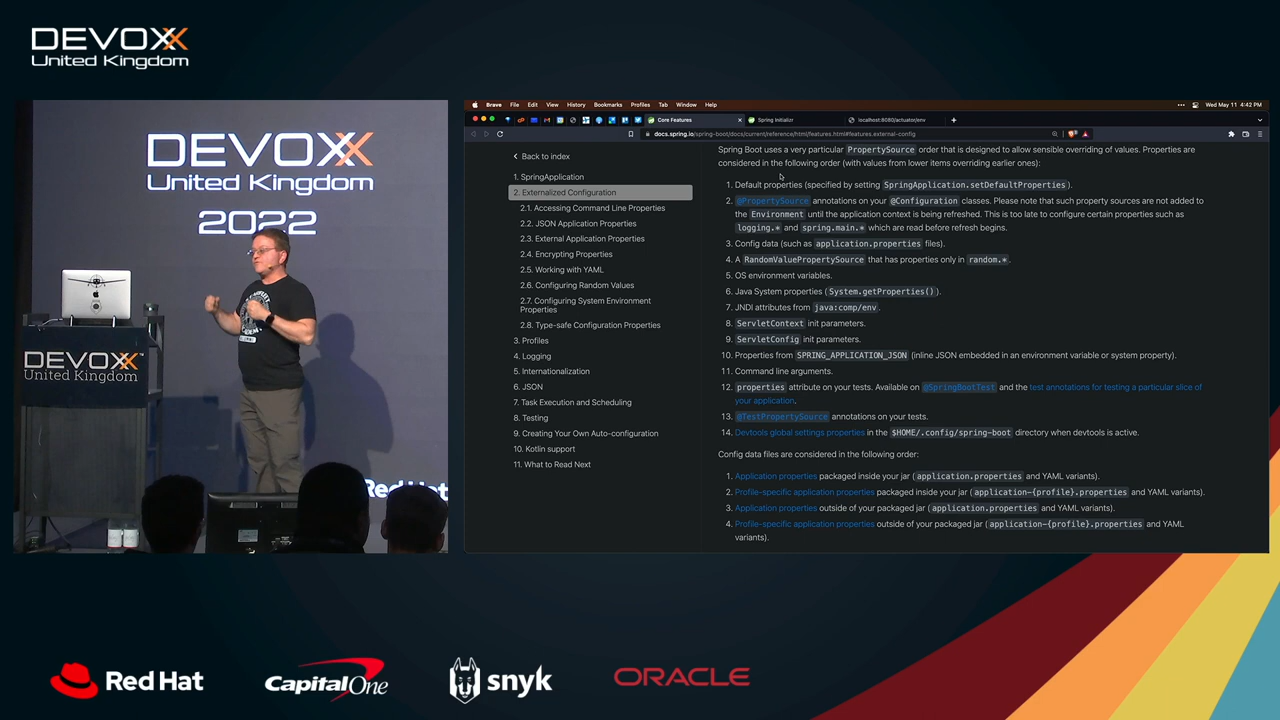 DEVOXX
United Kingdom
DEVOXX
United Kingdom
2022
DEVOXX™
United Kingdom
Red Hat
Brave File Edit View History Bookmarks Profiles Tab Window Help
Wed May 11 4:42 PM
Core Features
Spring Initializr
localhost:8080/actuator/env
docs.spring.io/spring-boot/docs/current/reference/html/features.html#features.external-config
Back to index
1. SpringApplication
2. Externalized Configuration
2.1. Accessing Command Line Properties
2.2. JSON Application Properties
2.3. External Application Properties
2.4. Encrypting Properties
2.5. Working with YAML
2.6. Configuring Random Values
2.7. Configuring System Environment
Properties
2.8. Type-safe Configuration Properties
3. Profiles
4. Logging
5. Internationalization
6. JSON
7. Task Execution and Scheduling
8. Testing
9. Creating Your Own Auto-configuration
10. Kotlin support
11. What to Read Next
Spring Boot uses a very particular PropertySource order that is designed to allow sensible overriding of values. Properties are
considered in the following order (with values from lower items overriding earlier ones):
1. Default properties (specified by setting SpringApplication.setDefaultProperties).
2. @PropertySource annotations on your @Configuration classes. Please note that such property sources are not added to
the Environment until the application context is being refreshed. This is too late to configure certain properties such as
logging.* and spring.main.* which are read before refresh begins.
3. Config data (such as application.properties files).
4. A RandomValuePropertySource that has properties only in random.*.
5. OS environment variables.
6. Java System properties (System.getProperties()).
7. JNDI attributes from java:comp/env.
8. ServletContext init parameters.
9. ServletConfig init parameters.
10. Properties from SPRING_APPLICATION_JSON (inline JSON embedded in an environment variable or system property).
11. Command line arguments.
12. properties attribute on your tests. Available on @SpringBootTest and the test annotations for testing a particular slice of
your application.
13. @TestPropertySource annotations on your tests.
14. Devtools global settings properties in the $HOME/.config/spring-boot directory when devtools is active.
Config data files are considered in the following order:
1. Application properties packaged inside your jar (application.properties and YAML variants).
2. Profile-specific application properties packaged inside your jar (application-{profile}.properties and YAML variants).
3. Application properties outside of your packaged jar (application.properties and YAML variants).
4. Profile-specific application properties outside of your packaged jar (application-{profile}.properties and YAML
variants).
Red Hat
Capital One
snyk
ORACLE